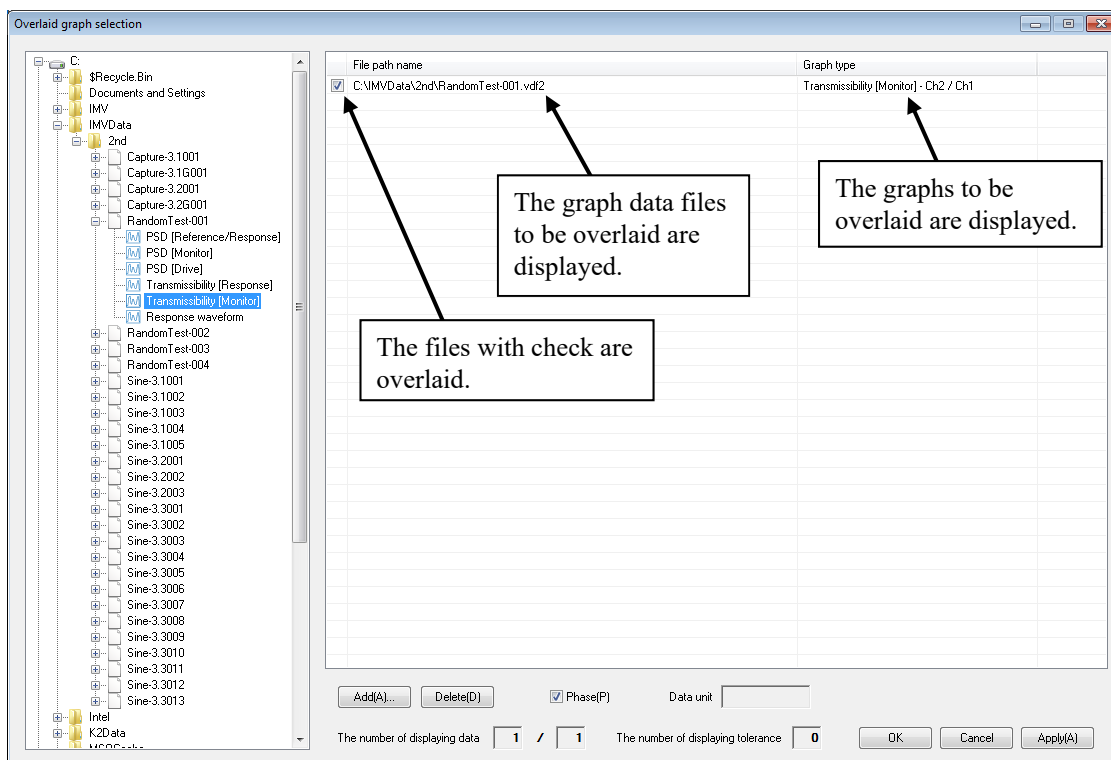 Overlaid graph selection
C:
$Recycle.Bin
Documents and Settings
IMV
IMVData
2nd
Capture-3.1001
Capture-3.1G001
Capture-3.2001
Capture-3.2G001
RandomTest-001
PSD [Reference/Response]
PSD [Monitor]
PSD [Drive]
Transmissibility [Response]
Transmissibility [Monitor]
Response waveform
RandomTest-002
RandomTest-003
RandomTest-004
Sine-3.1001
Sine-3.1002
Sine-3.1003
Sine-3.1004
Sine-3.1005
Sine-3.2001
Sine-3.2002
Sine-3.2003
Sine-3.3001
Sine-3.3002
Sine-3.3003
Sine-3.3004
Sine-3.3005
Sine-3.3006
Sine-3.3007
Sine-3.3008
Sine-3.3009
Sine-3.3010
Sine-3.3011
Sine-3.3012
Sine-3.3013
Intel
K2Data
File path name Graph type
C:\IMVData\2nd\RandomTest-001.vdf2 Transmissibility [Monitor] - Ch2 / Ch1
The graph data files
to be overlaid are
displayed.
The graphs to be
overlaid are displayed.
The files with check are
overlaid.
Add(A)... Delete(D) Phase(P) Data unit
The number of displaying data 1 / 1 The number of displaying tolerance 0 OK Cancel Apply(A)